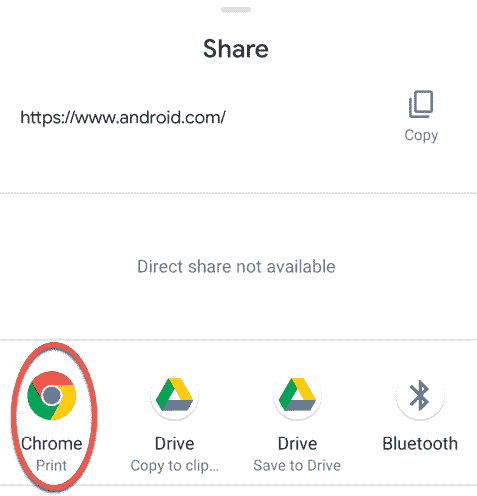 Share
https://www.android.com/
Copy
Direct share not available
Chrome Drive Drive Bluetooth
Print Copy to clip... Save to Drive